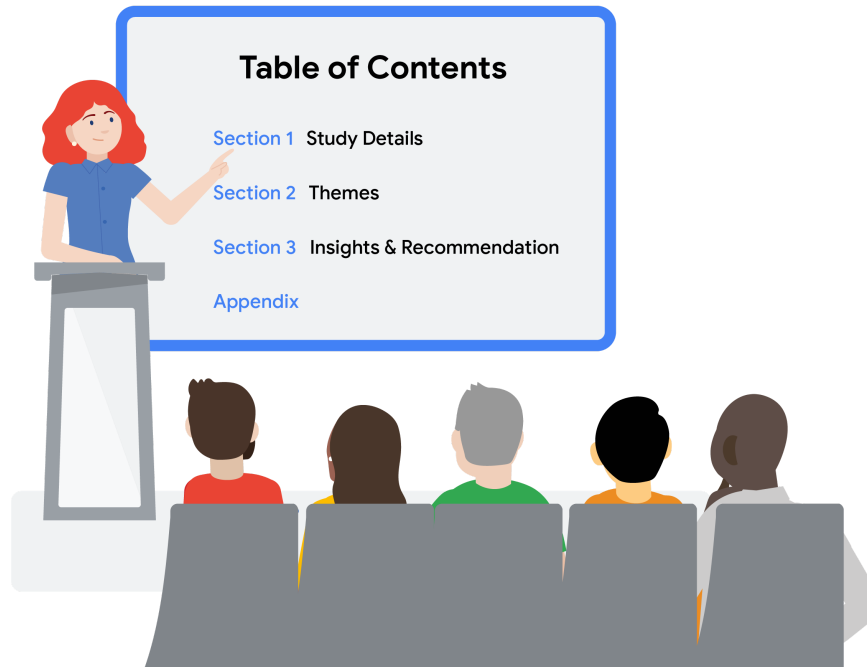 Table of Contents
Section 1 Study Details
Section 2 Themes
Section 3 Insights & Recommendation
Appendix